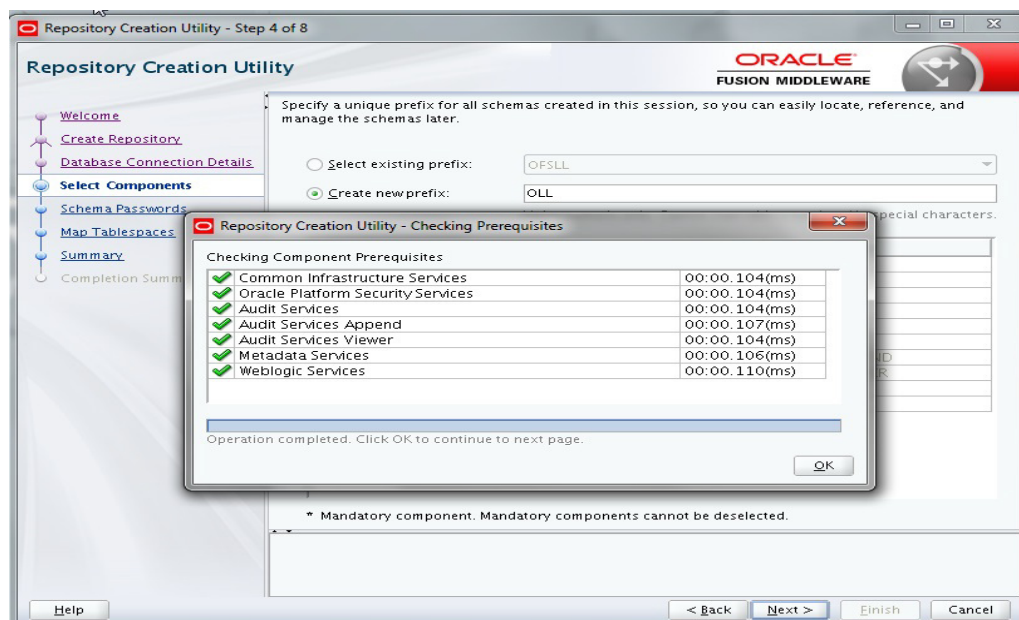 Repository Creation Utility - Step 4 of 8
Repository Creation Utility
ORACLE
FUSION MIDDLEWARE
Welcome
Create Repository
Database Connection Details
Select Components
Schema Passwords
Map Tablespaces
Summary
Completion Summ
Specify a unique prefix for all schemas created in this session, so you can easily locate, reference, and
manage the schemas later.
Select existing prefix: OFSLL
Create new prefix: OLL
special characters.
Repository Creation Utility - Checking Prerequisites
Checking Component Prerequisites
Common Infrastructure Services 00:00.104(ms)
Oracle Platform Security Services 00:00.104(ms)
Audit Services 00:00.104(ms)
Audit Services Append 00:00.107(ms)
Audit Services Viewer 00:00.104(ms)
Metadata Services 00:00.106(ms)
Weblogic Services 00:00.110(ms)
Operation completed. Click OK to continue to next page.
OK
* Mandatory component. Mandatory components cannot be deselected.
Help
< Back
Next >
Finish
Cancel